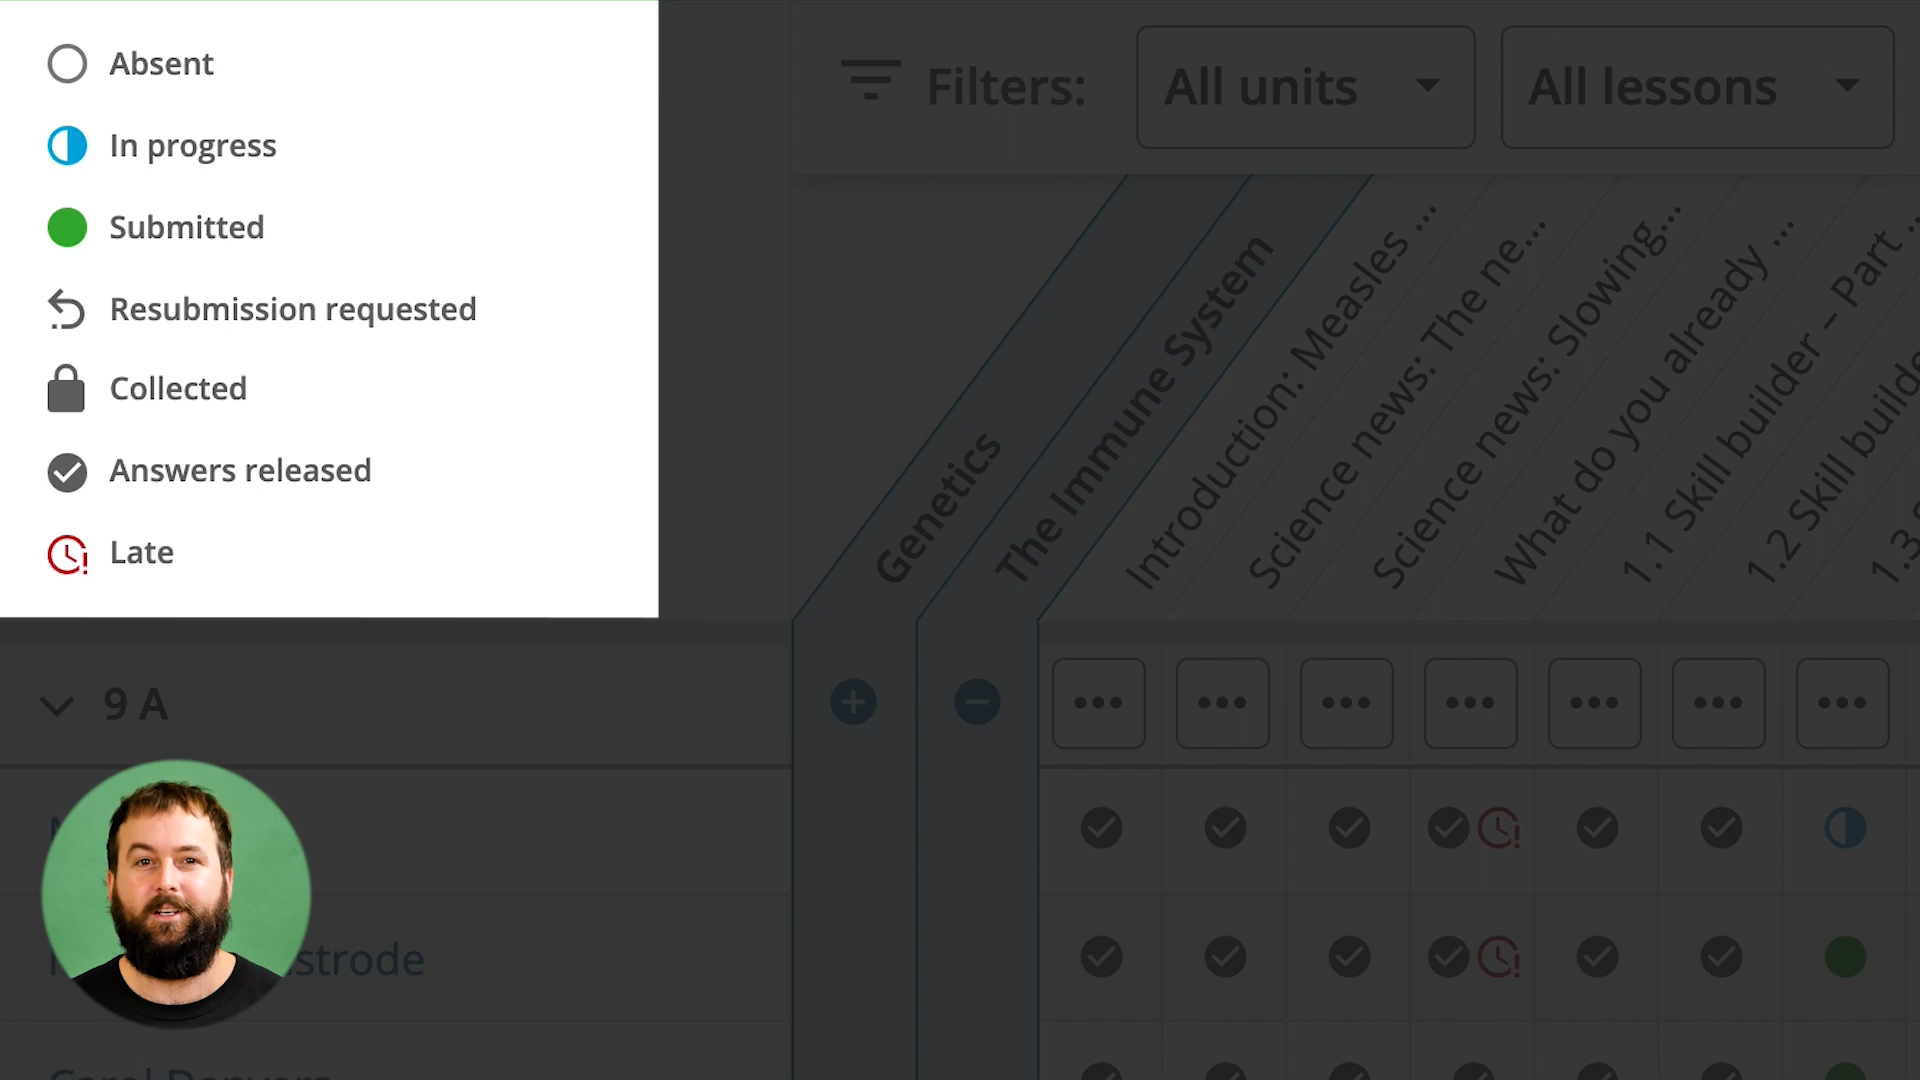 Absent
In progress
Submitted
Resubmission requested
Collected
Answers released
Late
Filters:
All units
All lessons
Genetics
The Immune System
Introduction: Measles ...
Science news: The ne...
Science news: Slowing...
What do you already ...
1.1 Skill builder – Part ...
1.2 Skill builde
1.3
9 A
strode